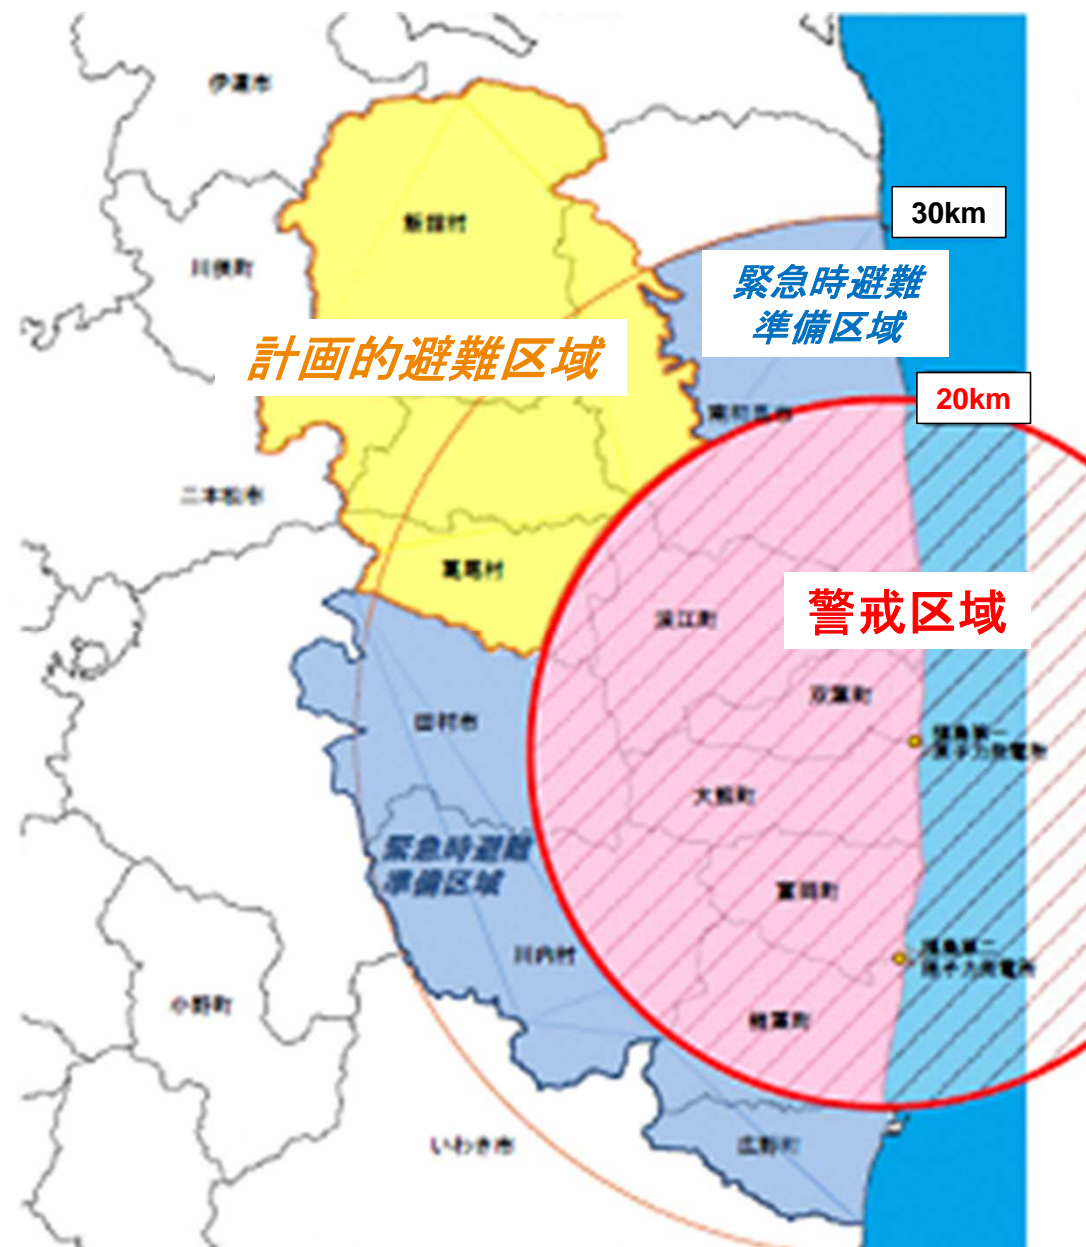 伊達市
飯舘村
30km
川俣町
緊急時避難
準備区域
計画的避難区域
20km
南相馬市
二本松市
葛尾村
警戒区域
浪江町
双葉町
田村市
福島第一
原子力発電所
大熊町
緊急時避難
準備区域
富岡町
川内村
福島第二
原子力発電所
小野町
楢葉町
いわき市
広野町